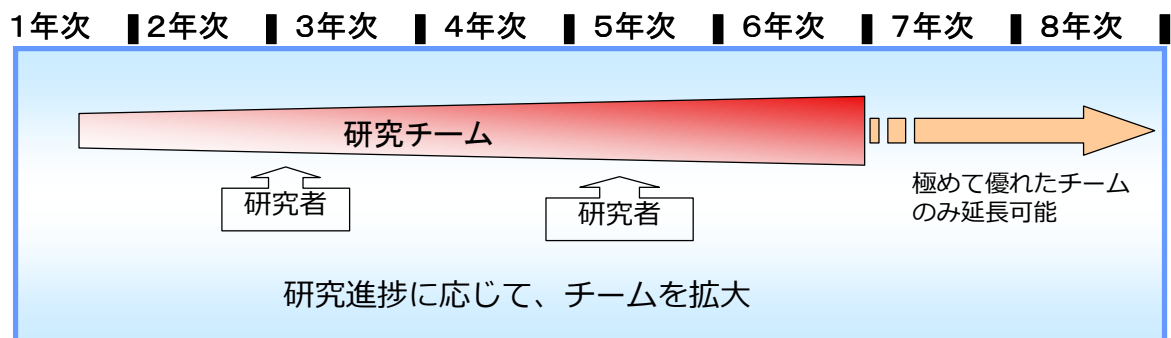 1年次 2年次 3年次 4年次 5年次 6年次 7年次 8年次
研究チーム
研究者
研究者
極めて優れたチーム
のみ延長可能
研究進捗に応じて、チームを拡大